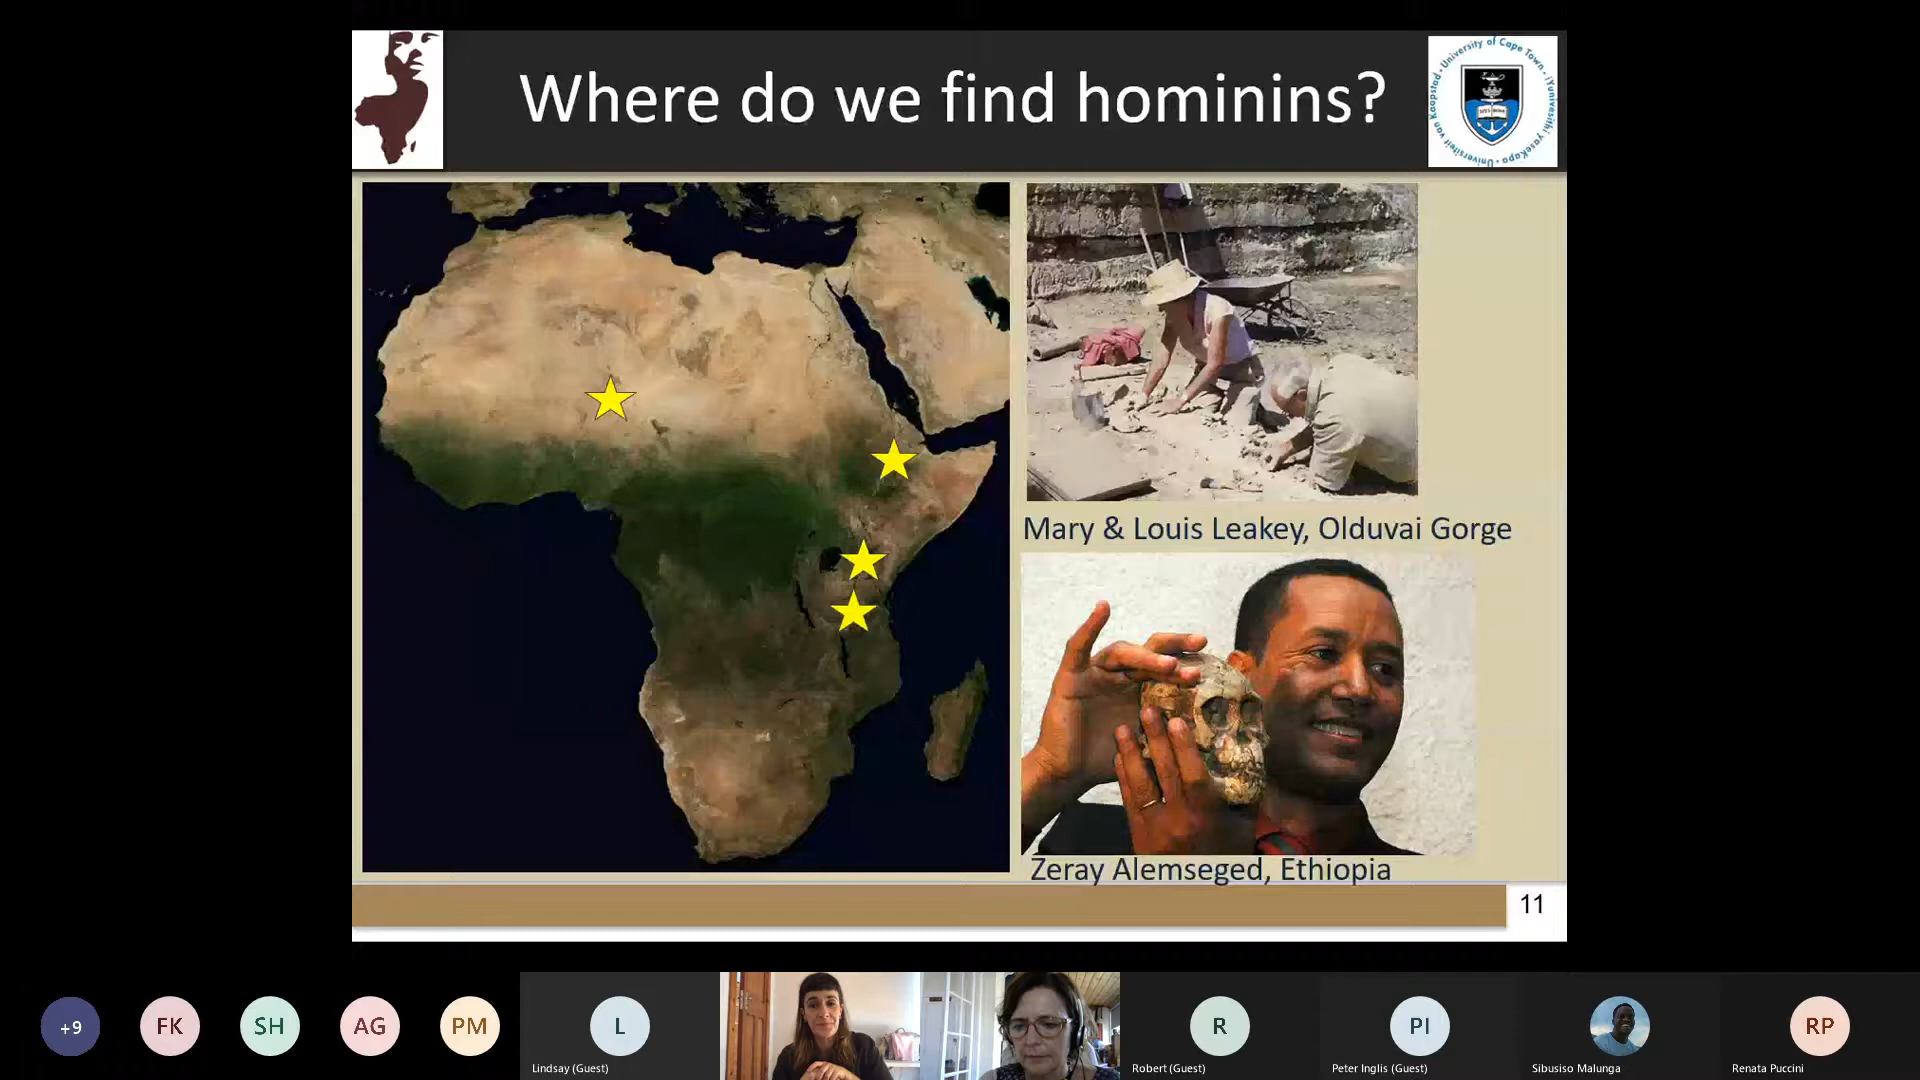 Where do we find hominins?
University of Cape Town · iYunivesithi yaseKapa · Universiteit van Kaapstad
Mary & Louis Leakey, Olduvai Gorge
Zeray Alemseged, Ethiopia
11
+9
FK
SH
AG
PM
L
R
PI
RP
Lindsay (Guest)
Robert (Guest)
Peter Inglis (Guest)
Sibusiso Malunga
Renata Puccini